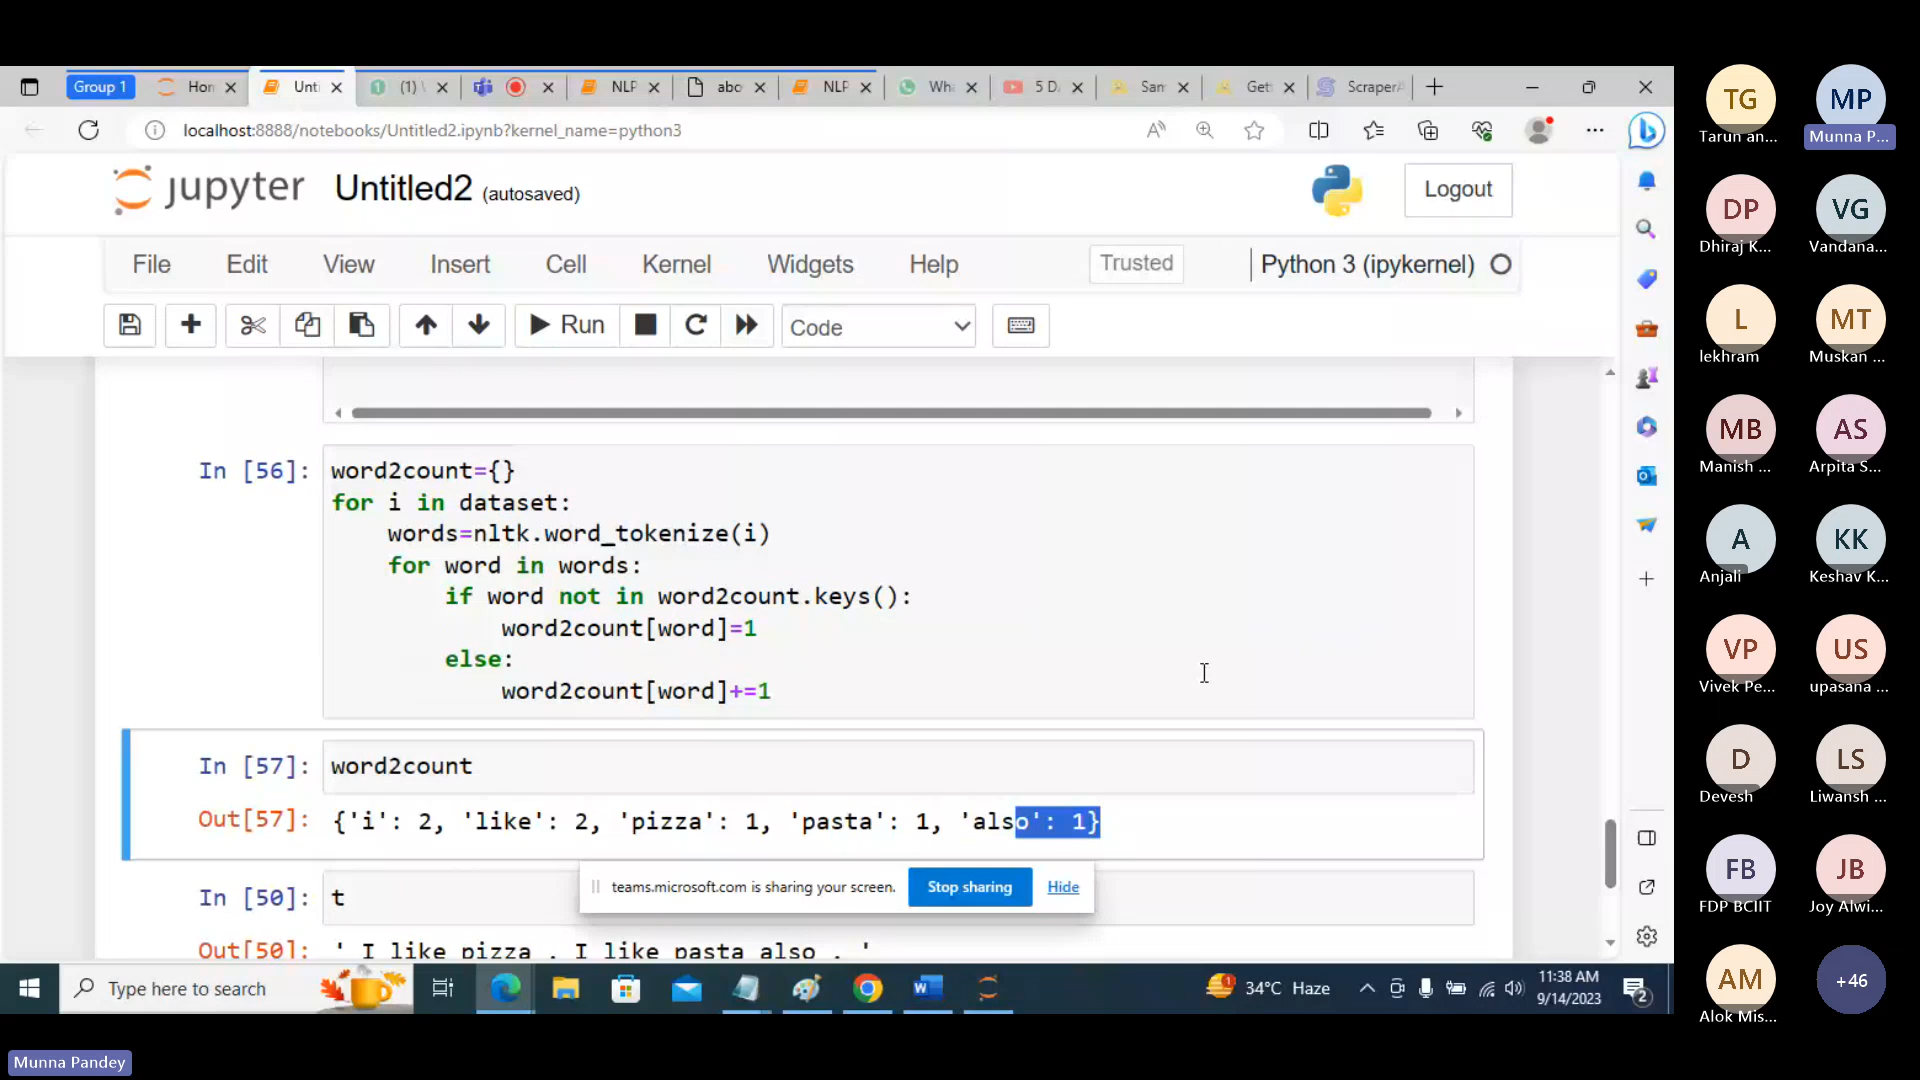 Group 1
Hon
Unti
(1)
NLP
abo
NLP
Wha
5 D
Sam
Get
ScraperA
localhost:8888/notebooks/Untitled2.ipynb?kernel_name=python3
jupyter Untitled2 (autosaved)
Logout
File Edit View Insert Cell Kernel Widgets Help
Trusted
Python 3 (ipykernel)
Run
Code
In [56]:
word2count={}
for i in dataset:
words=nltk.word_tokenize(i)
for word in words:
if word not in word2count.keys():
word2count[word]=1
else:
word2count[word]+=1
In [57]: word2count
Out[57]: {'i': 2, 'like': 2, 'pizza': 1, 'pasta': 1, 'also': 1}
teams.microsoft.com is sharing your screen. Stop sharing Hide
In [50]: t
Out[50]: ' I like pizza . I like pasta also . '
Type here to search
34°C Haze
11:38 AM
9/14/2023
2
TG
Tarun an...
MP
Munna P...
DP
Dhiraj K...
VG
Vandana...
L
lekhram
MT
Muskan ...
MB
Manish ...
AS
Arpita S...
A
Anjali
KK
Keshav K...
VP
Vivek Pe...
US
upasana ...
D
Devesh
LS
Liwansh ...
FB
FDP BCIIT
JB
Joy Alwi...
AM
Alok Mis...
+46
Munna Pandey